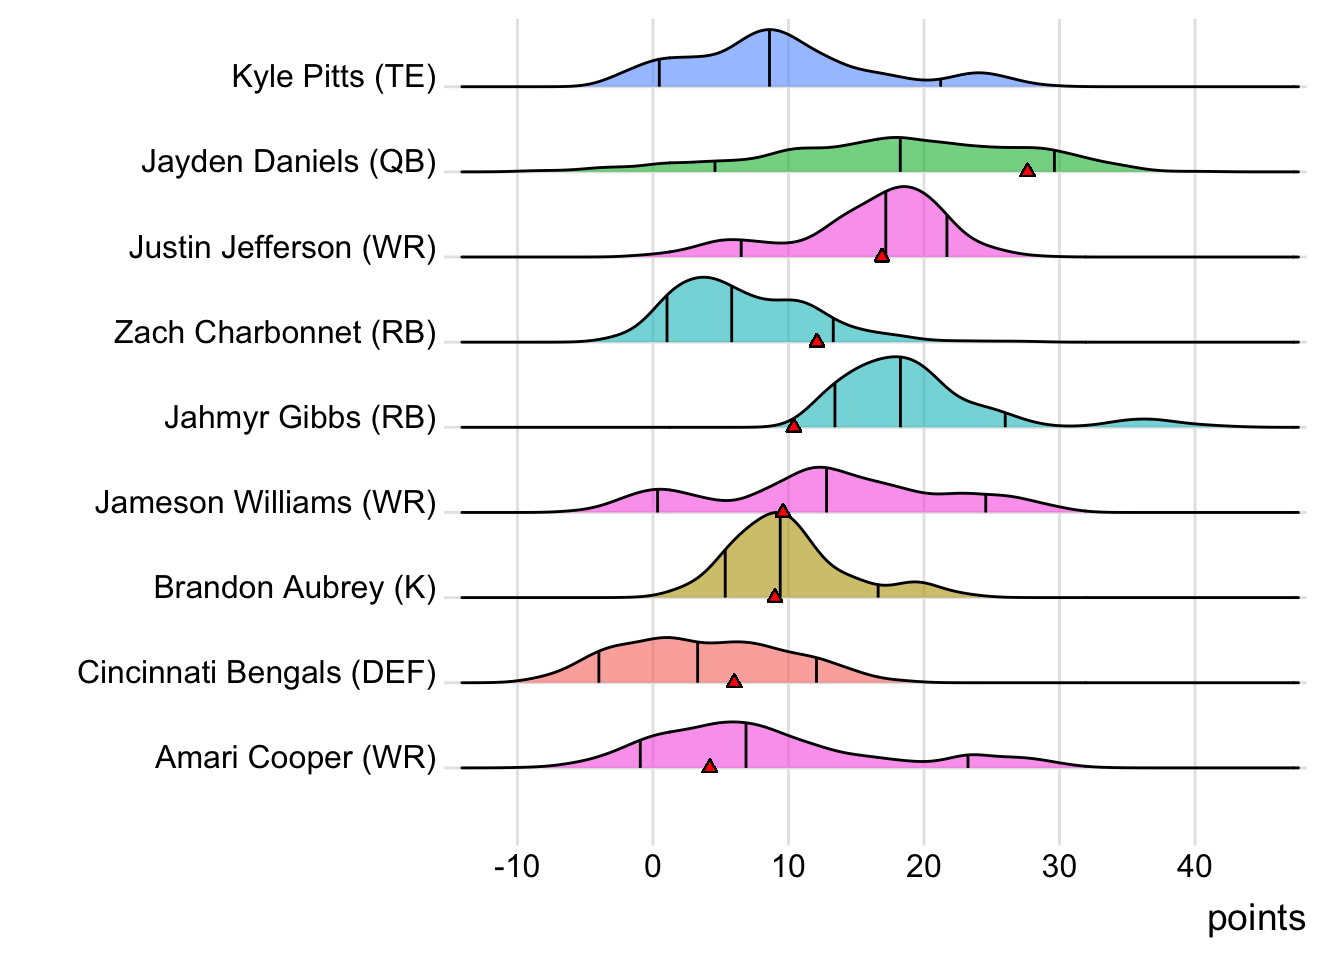 Kyle Pitts (TE)
Jayden Daniels (QB)
Justin Jefferson (WR)
Zach Charbonnet (RB)
Jahmyr Gibbs (RB)
Jameson Williams (WR)
Brandon Aubrey (K)
Cincinnati Bengals (DEF)
Amari Cooper (WR)
-10 0 10 20 30 40
points